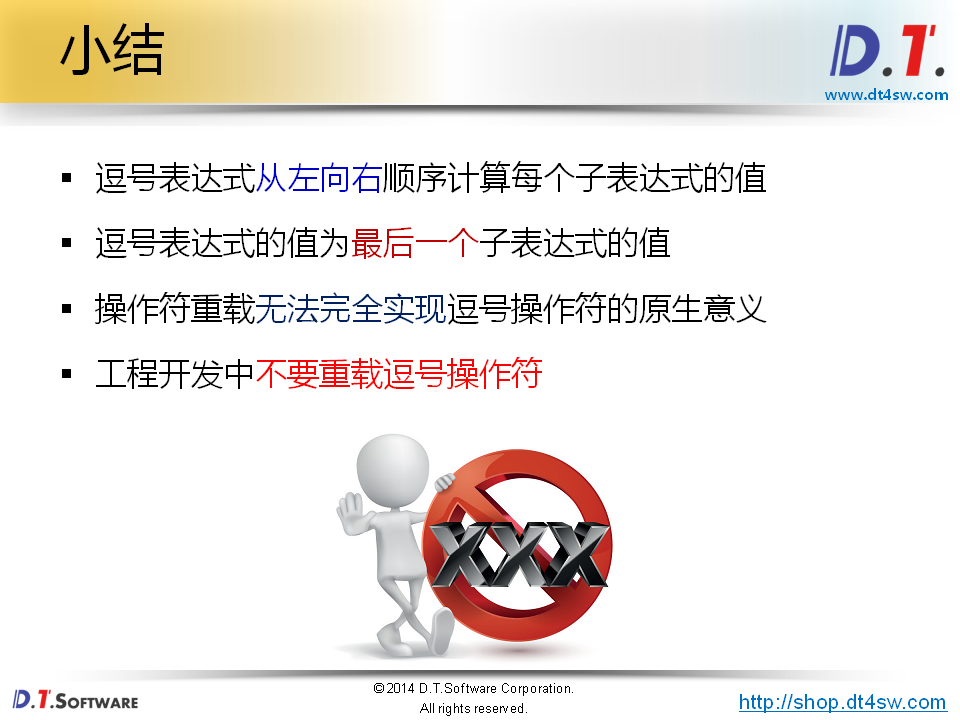 小结
D.T.
www.dt4sw.com
▪ 逗号表达式从左向右顺序计算每个子表达式的值
▪ 逗号表达式的值为最后一个子表达式的值
▪ 操作符重载无法完全实现逗号操作符的原生意义
▪ 工程开发中不要重载逗号操作符
XXX
D.T.SOFTWARE
©2014 D.T.Software Corporation.
All rights reserved.
http://shop.dt4sw.com